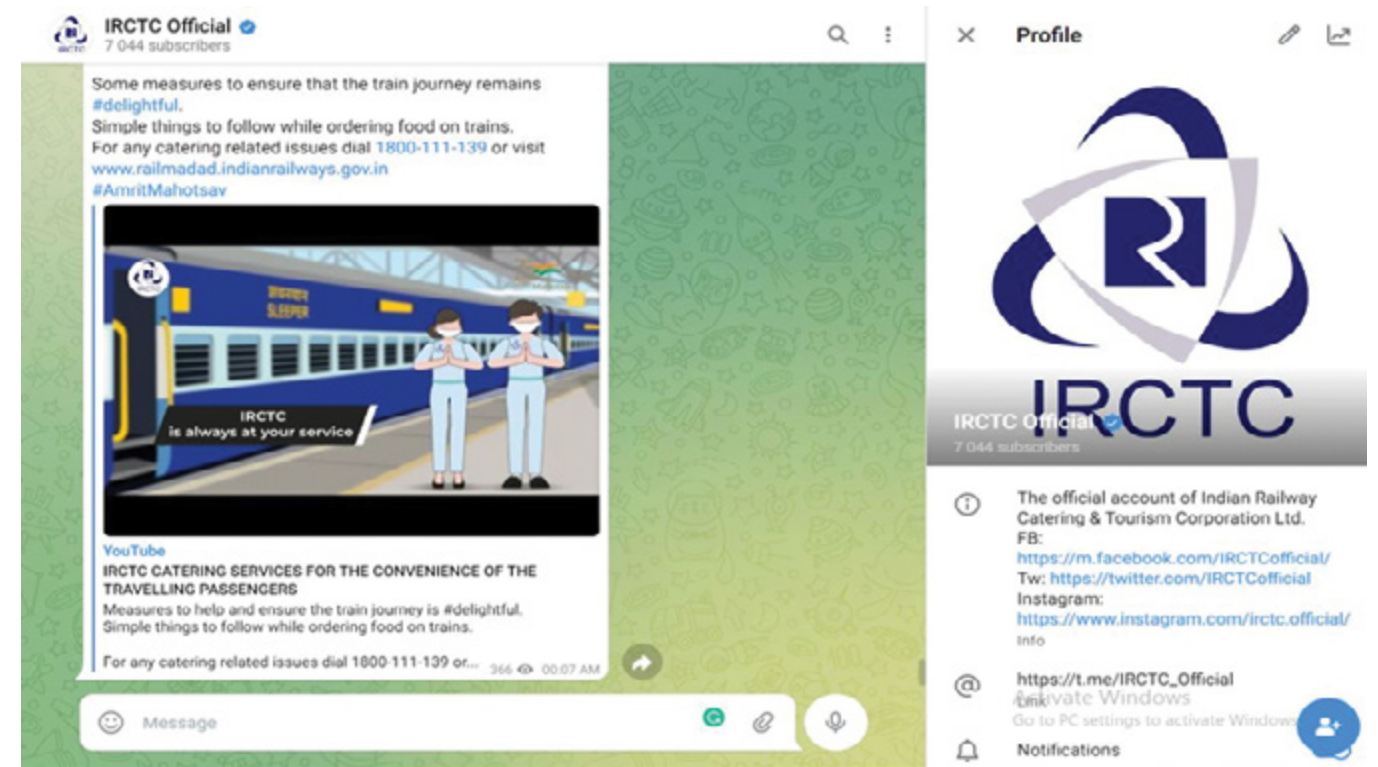 IRCTC Official
7 044 subscribers
Some measures to ensure that the train journey remains
#delightful.
Simple things to follow while ordering food on trains.
For any catering related issues dial 1800-111-139 or visit
www.railmadad.indianrailways.gov.in
#AmritMahotsav
IRCTC
शयनयान
SLEEPER
IRCTC
is always at your service
YouTube
IRCTC CATERING SERVICES FOR THE CONVENIENCE OF THE
TRAVELLING PASSENGERS
Measures to help and ensure the train journey is #delightful.
Simple things to follow while ordering food on trains.
For any catering related issues dial 1800-111-139 or...
366 00:07 AM
Message
Profile
IRCTC
IRCTC Official
7 044 subscribers
The official account of Indian Railway
Catering & Tourism Corporation Ltd.
FB:
https://m.facebook.com/IRCTCofficial/
Tw: https://twitter.com/IRCTCofficial
Instagram:
https://www.instagram.com/irctc.official/
Info
https://t.me/IRCTC_Official
Link
Activate Windows
Go to PC settings to activate Windows
Notifications